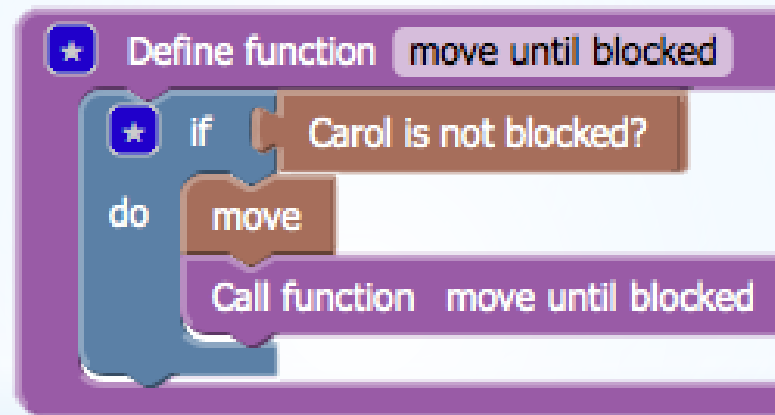 Define function move until blocked
if Carol is not blocked?
do move
Call function move until blocked